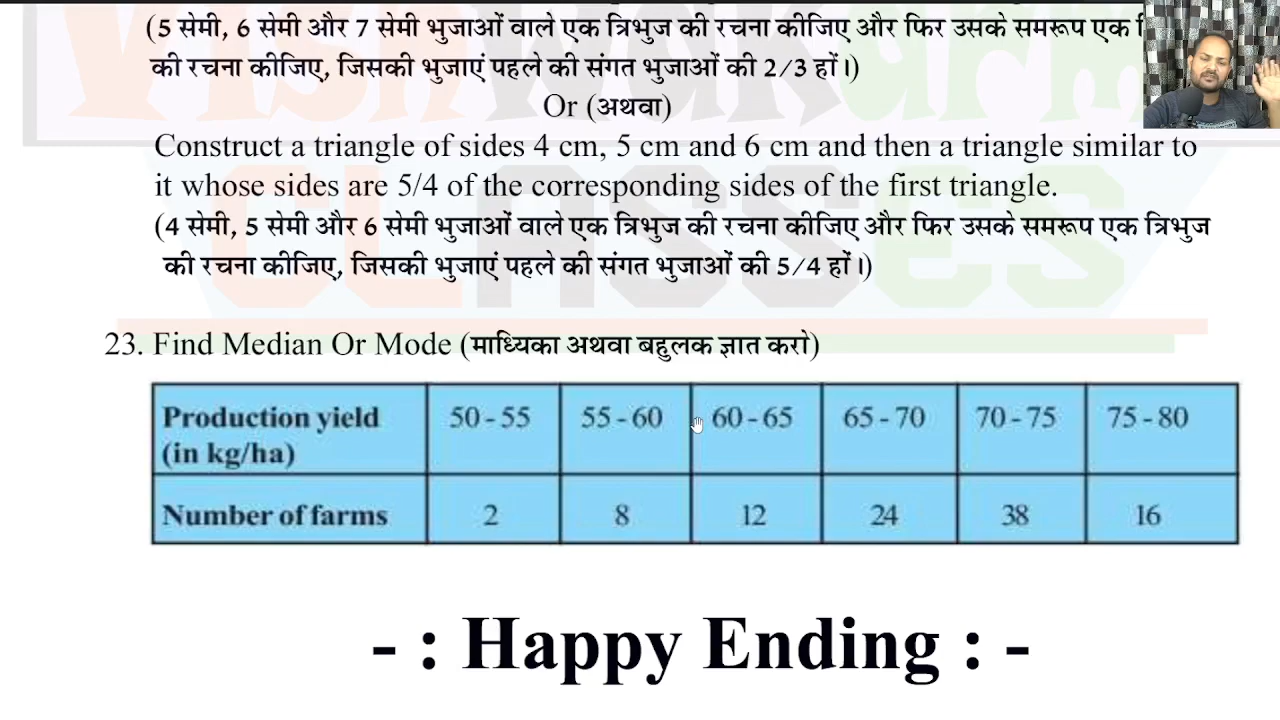 (5 सेमी, 6 सेमी और 7 सेमी भुजाओं वाले एक त्रिभुज की रचना कीजिए और फिर उसके समरूप एक
की रचना कीजिए, जिसकी भुजाएं पहले की संगत भुजाओं की 2/3 हों।)
Or (अथवा)
Construct a triangle of sides 4 cm, 5 cm and 6 cm and then a triangle similar to
it whose sides are 5/4 of the corresponding sides of the first triangle.
(4 सेमी, 5 सेमी और 6 सेमी भुजाओं वाले एक त्रिभुज की रचना कीजिए और फिर उसके समरूप एक त्रिभुज
की रचना कीजिए, जिसकी भुजाएं पहले की संगत भुजाओं की 5/4 हों।)
23. Find Median Or Mode (माध्यिका अथवा बहुलक ज्ञात करो)
Production yield (in kg/ha) 50 - 55 55 - 60 60 - 65 65 - 70 70 - 75 75 - 80
Number of farms 2 8 12 24 38 16
- : Happy Ending : -
Vishwakarma
CLASSES